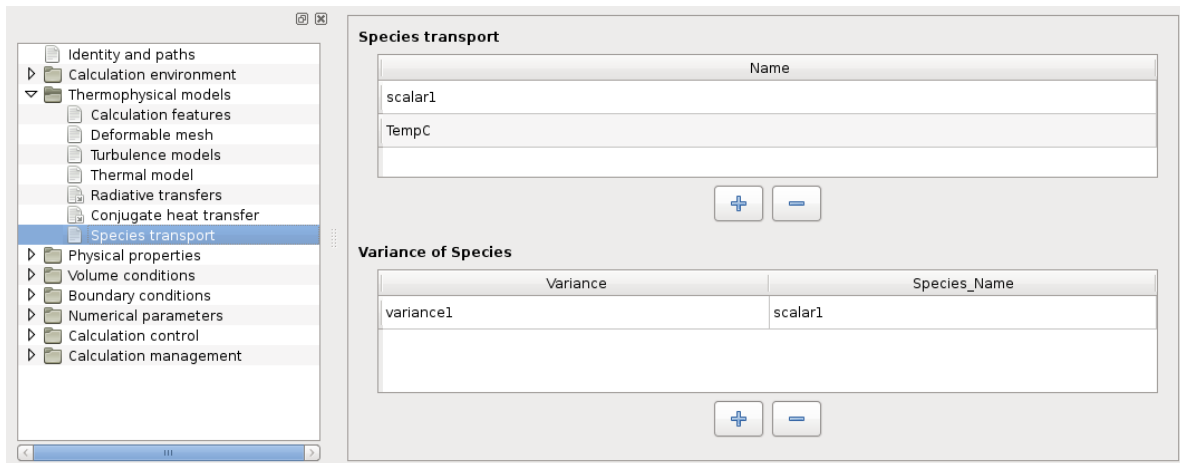 Identity and paths
Calculation environment
Thermophysical models
Calculation features
Deformable mesh
Turbulence models
Thermal model
Radiative transfers
Conjugate heat transfer
Species transport
Physical properties
Volume conditions
Boundary conditions
Numerical parameters
Calculation control
Calculation management
Species transport
Name
scalar1
TempC
Variance of Species
Variance Species_Name
variance1 scalar1